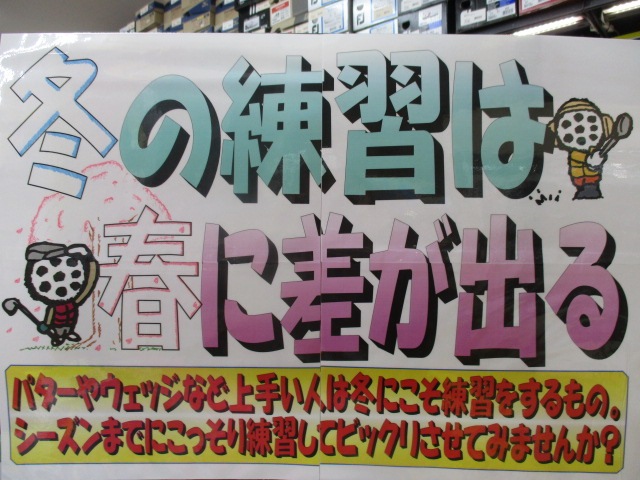 冬の練習は
春に差が出る
パターやウェッジなど上手い人は冬にこそ練習をするもの。
シーズンまでにこっそり練習してビックリさせてみませんか?